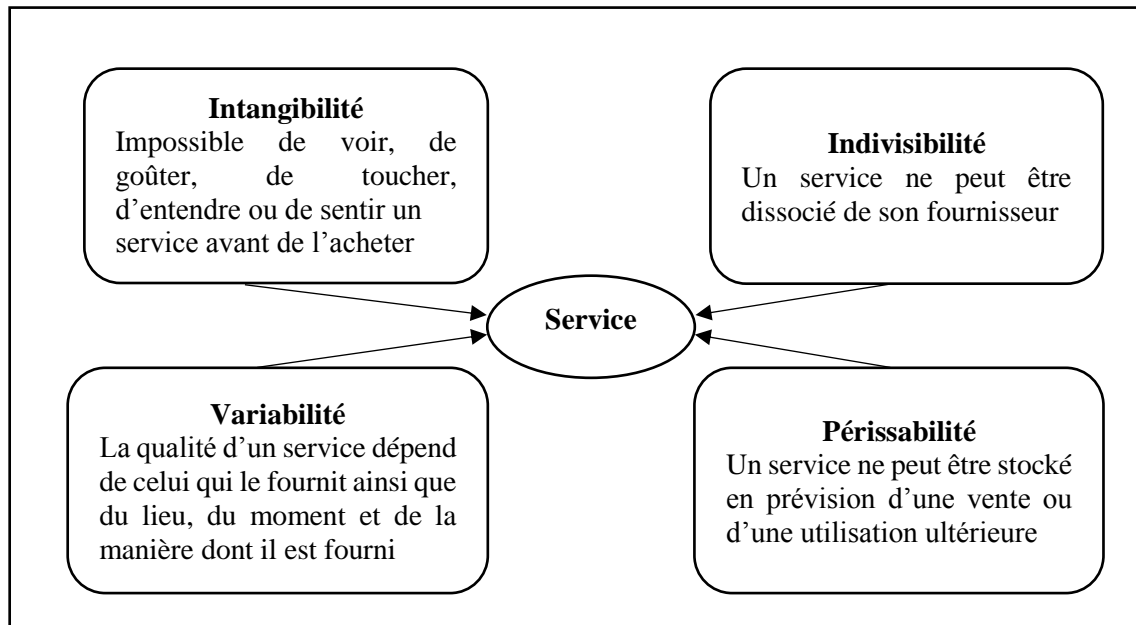 Intangibilité
Impossible de voir, de
goûter, de toucher,
d’entendre ou de sentir un
service avant de l’acheter
Indivisibilité
Un service ne peut être
dissocié de son fournisseur
Service
Variabilité
La qualité d’un service dépend
de celui qui le fournit ainsi que
du lieu, du moment et de la
manière dont il est fourni
Périssabilité
Un service ne peut être stocké
en prévision d’une vente ou
d’une utilisation ultérieure